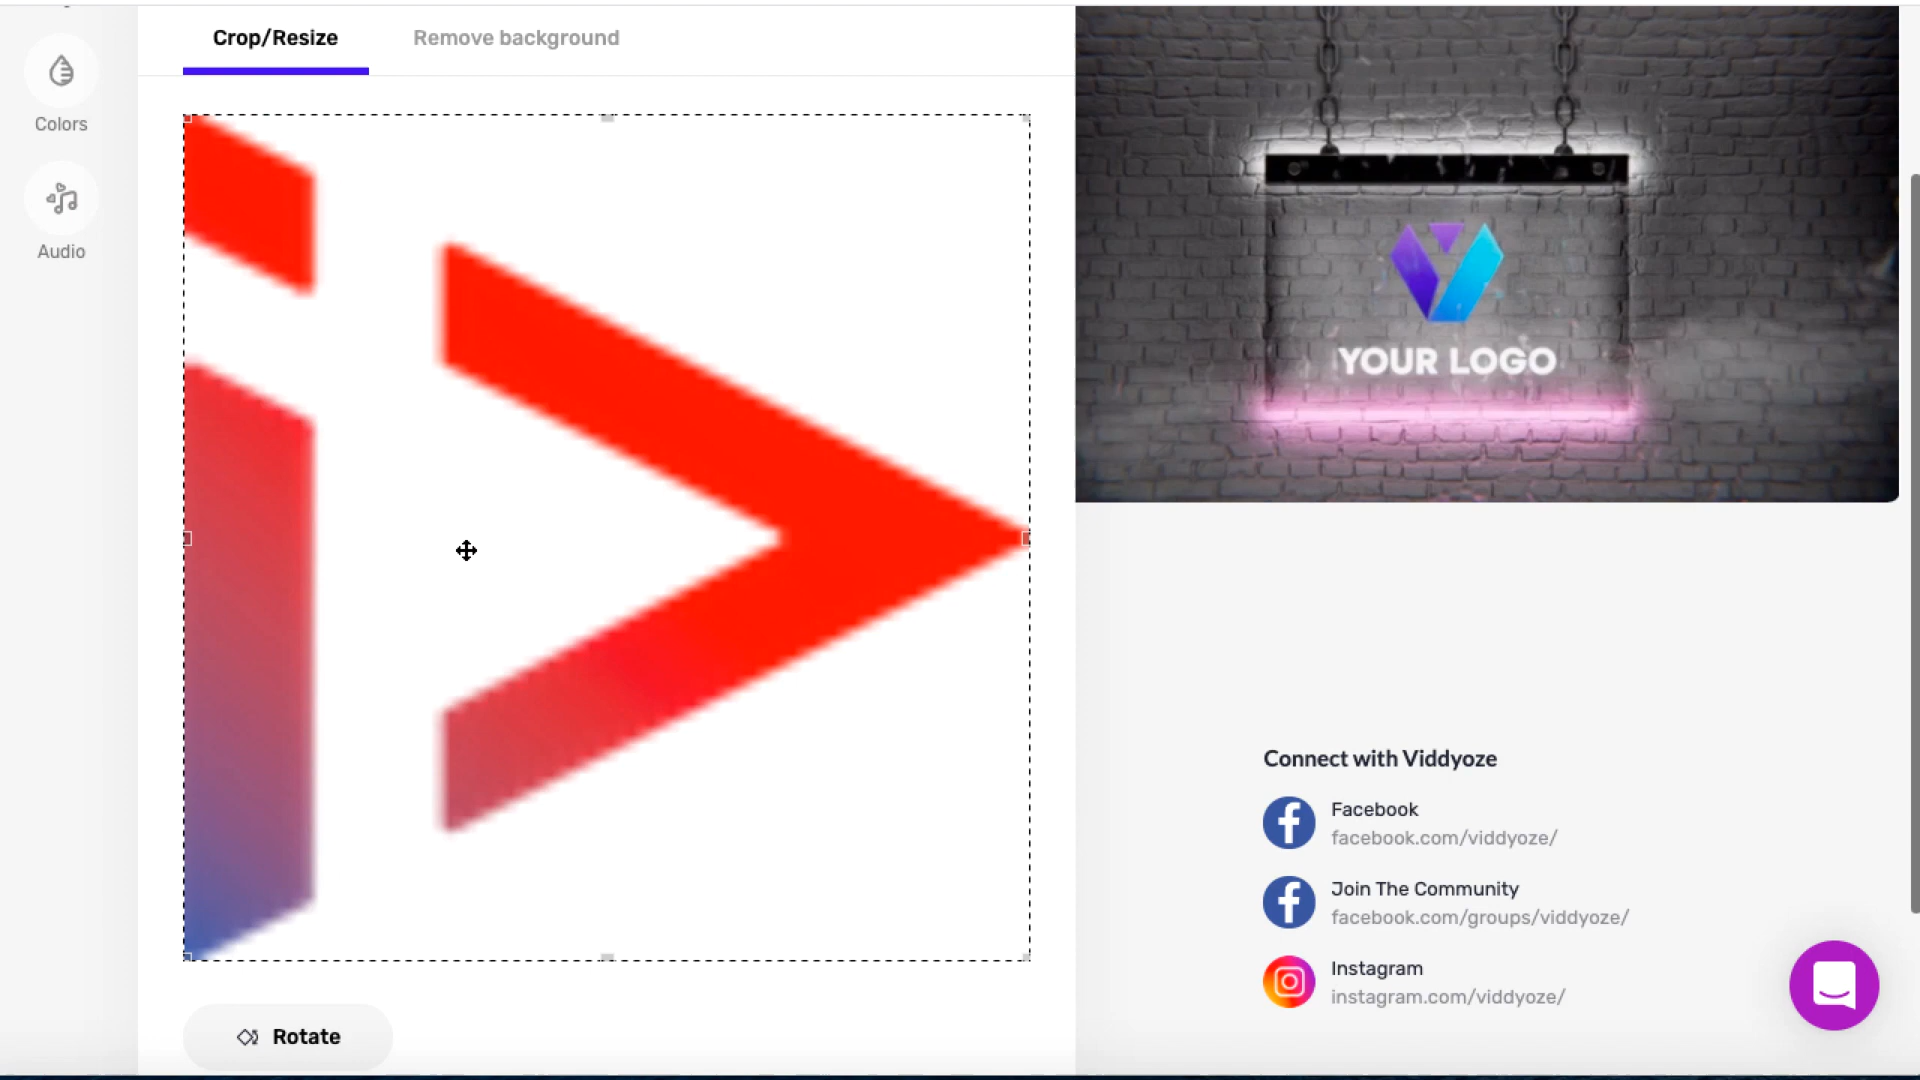 Crop/Resize
Remove background
Colors
Audio
YOUR LOGO
Rotate
Connect with Viddyoze
Facebook
facebook.com/viddyoze/
Join The Community
facebook.com/groups/viddyoze/
Instagram
instagram.com/viddyoze/